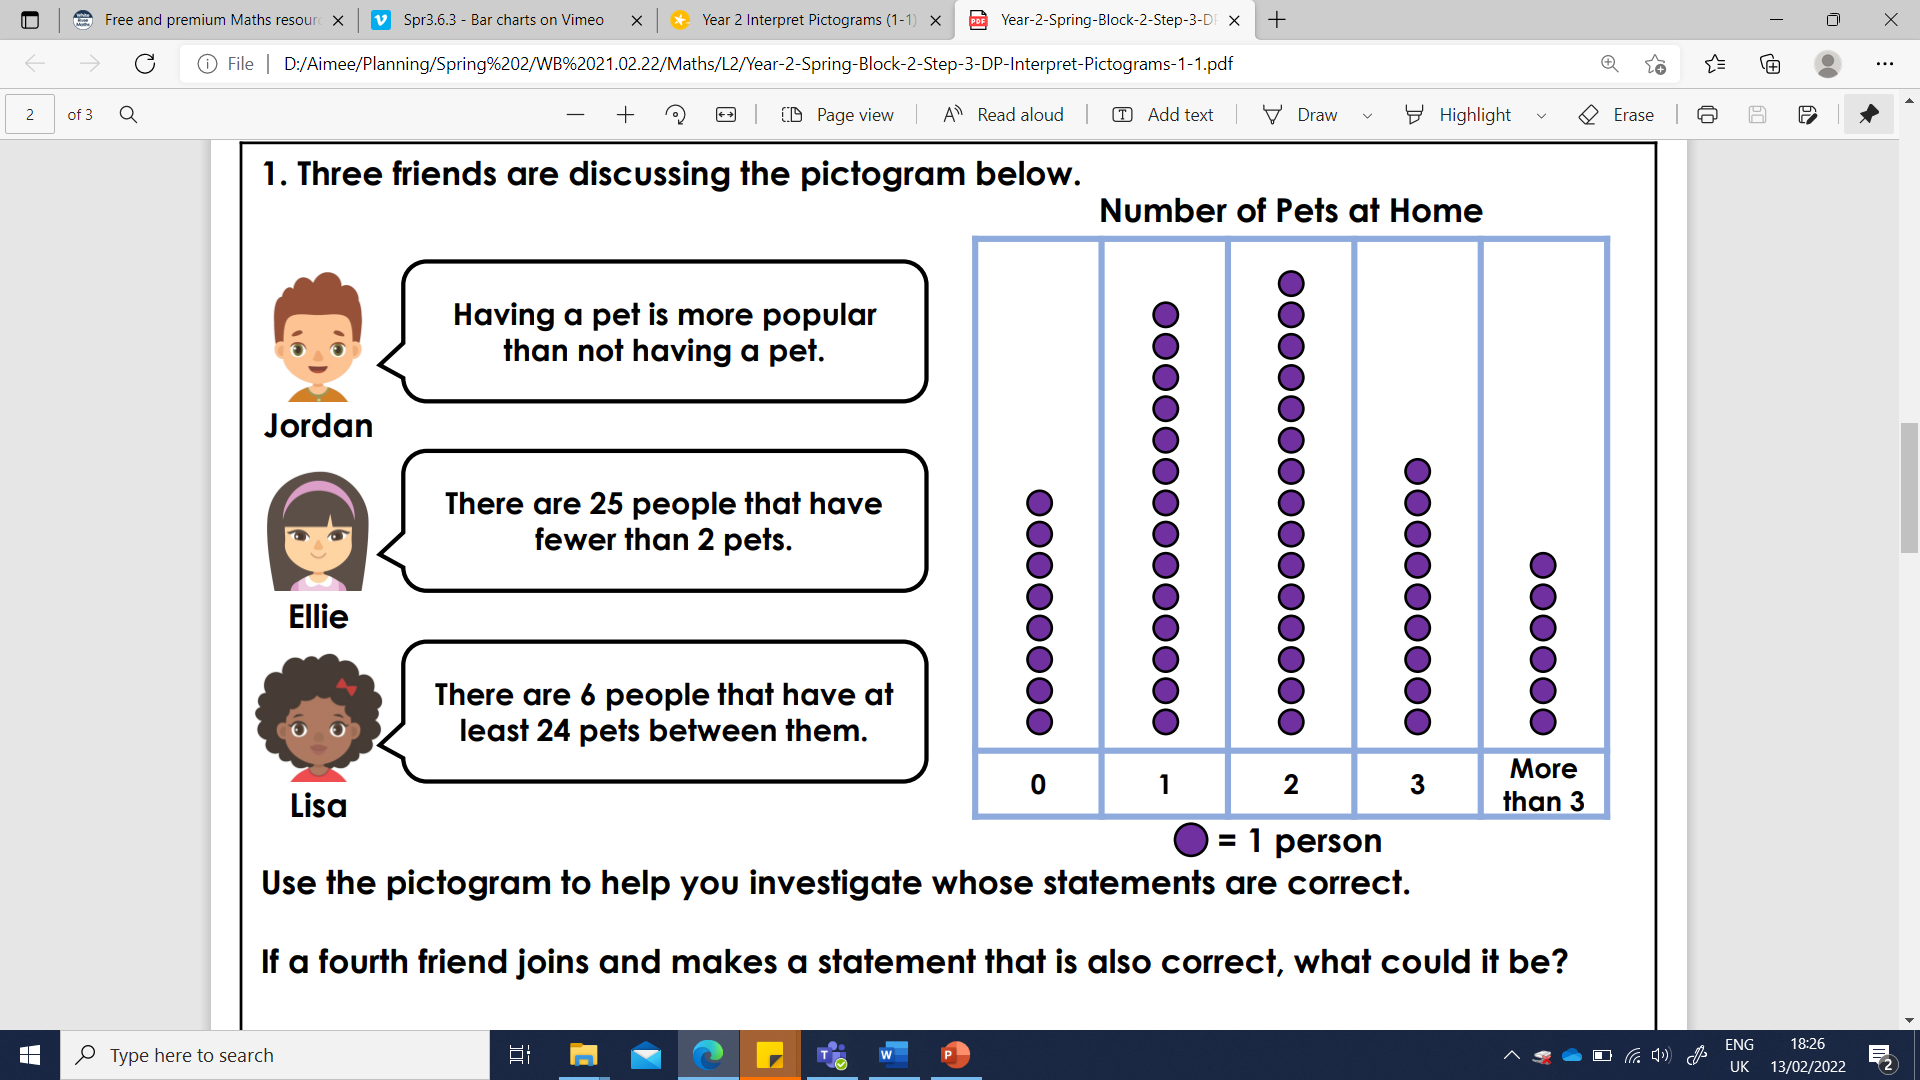 Free and premium Maths resour
Spr3.6.3 - Bar charts on Vimeo
Year 2 Interpret Pictograms (1-1)
Year-2-Spring-Block-2-Step-3-DP
File
D:/Aimee/Planning/Spring%202/WB%2021.02.22/Maths/L2/Year-2-Spring-Block-2-Step-3-DP-Interpret-Pictograms-1-1.pdf
2 of 3
Page view
Read aloud
Add text
Draw
Highlight
Erase
1. Three friends are discussing the pictogram below.
Number of Pets at Home
Having a pet is more popular
than not having a pet.
Jordan
There are 25 people that have
fewer than 2 pets.
Ellie
There are 6 people that have at
least 24 pets between them.
Lisa
0 1 2 3 More
than 3
= 1 person
Use the pictogram to help you investigate whose statements are correct.
If a fourth friend joins and makes a statement that is also correct, what could it be?
Type here to search
ENG
UK
18:26
13/02/2022
2